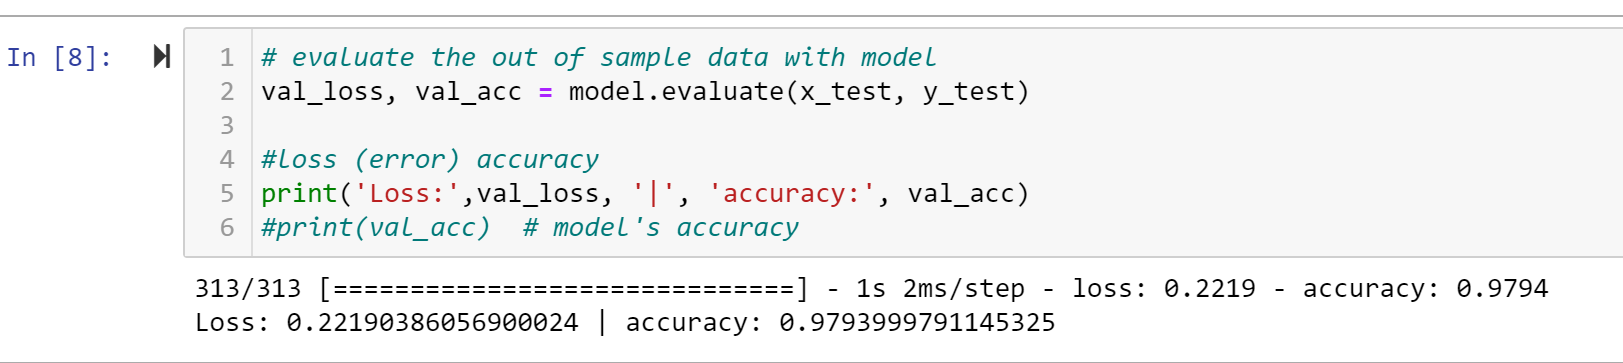 In [8]:
1 # evaluate the out of sample data with model
2 val_loss, val_acc = model.evaluate(x_test, y_test)
3
4 #loss (error) accuracy
5 print('Loss:',val_loss, '|', 'accuracy:', val_acc)
6 #print(val_acc)  # model's accuracy
313/313 [==============================] - 1s 2ms/step - loss: 0.2219 - accuracy: 0.9794
Loss: 0.22190386056900024 | accuracy: 0.9793999791145325